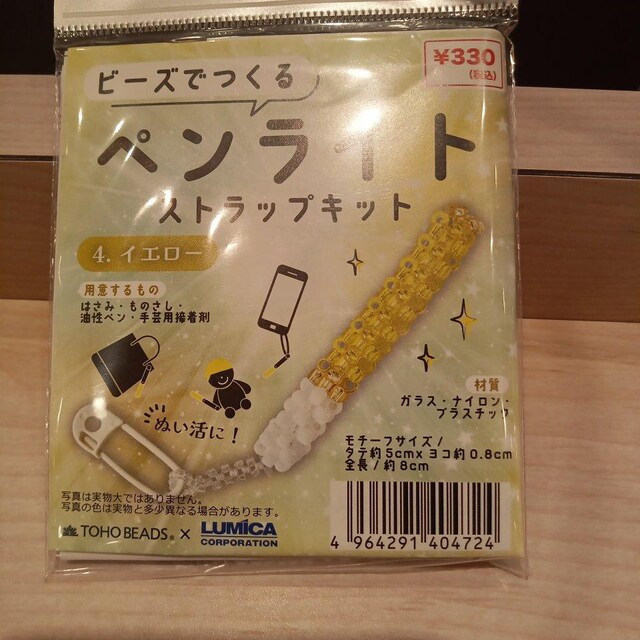 ¥330
(税込)
ビーズでつくる
ペンライト
ストラップキット
4.イエロー
用意するもの
はさみ・ものさし・
油性ペン・手芸用接着剤
ぬい活に!
材質
ガラス・ナイロン・
プラスチック
モチーフサイズ/
タテ約5cm×ヨコ約0.8cm
全長/約8cm
写真は実物大ではありません。
写真の色は実物と多少異なる場合があります。
TOHO BEADS® × LUMICA CORPORATION
4 964291 404724